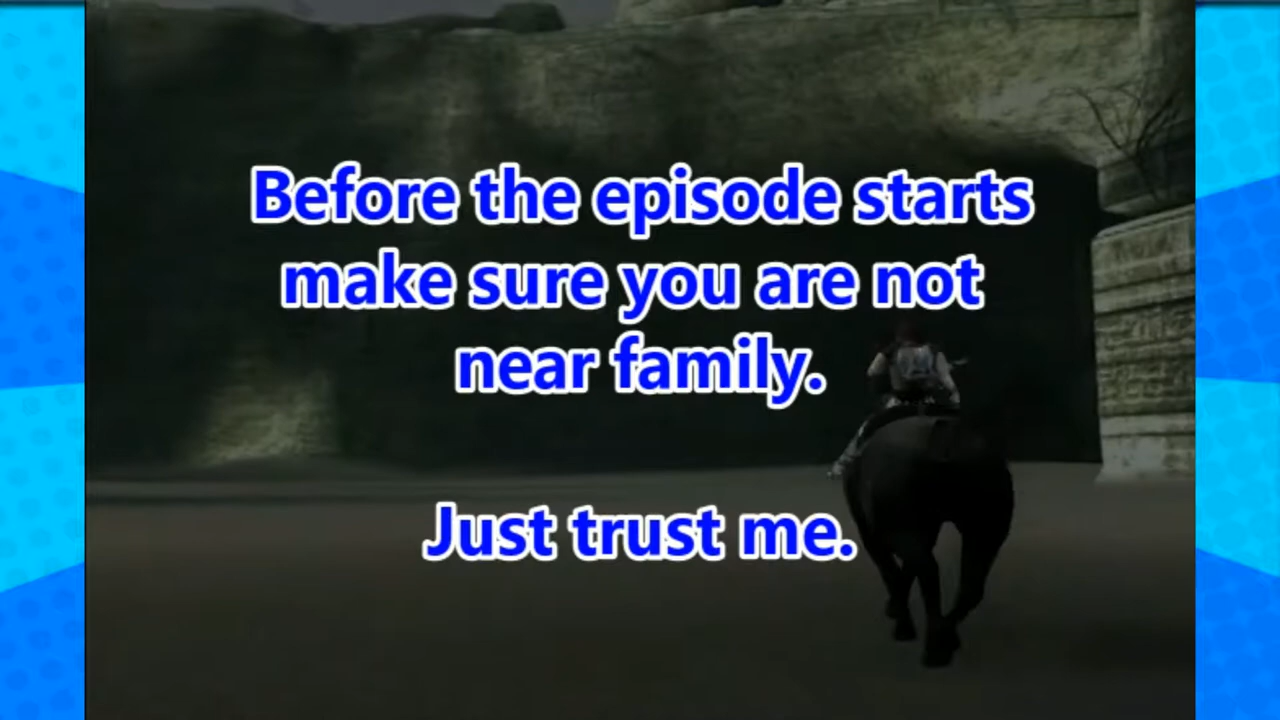 Before the episode starts
make sure you are not
near family.
Just trust me.